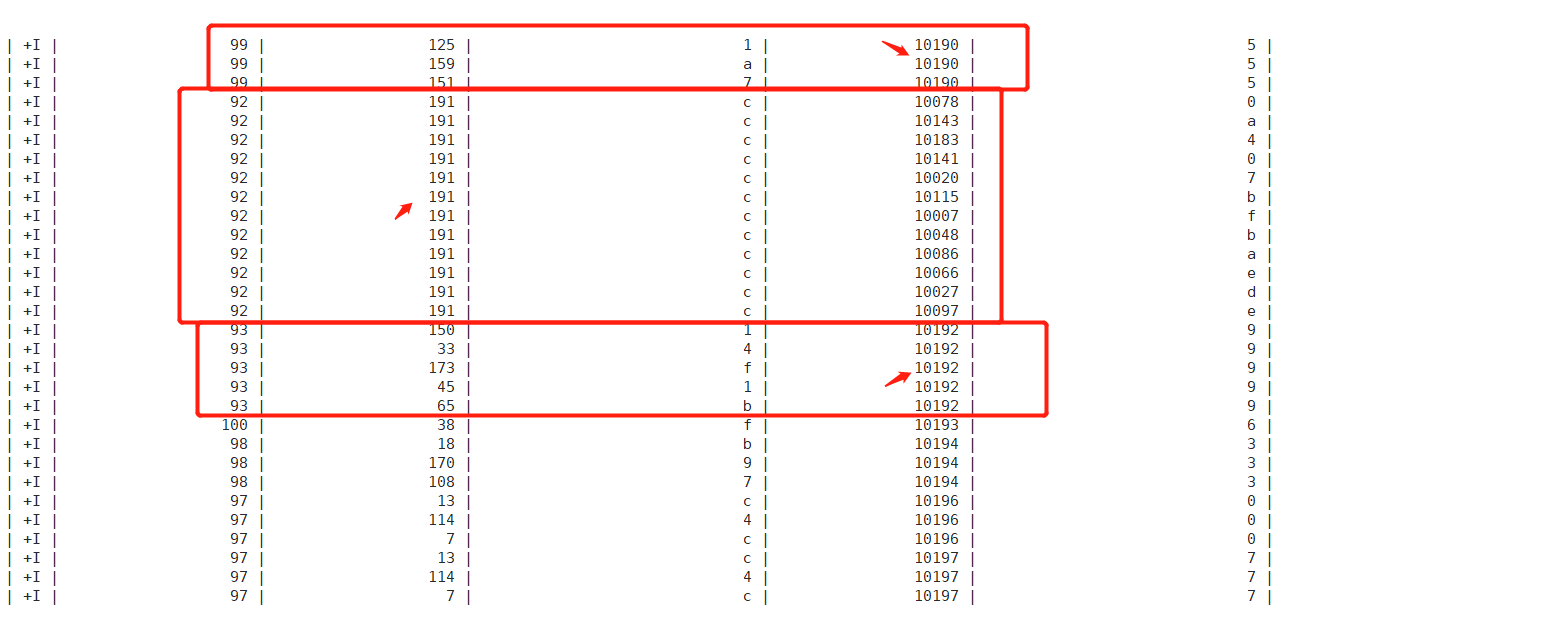 | +I | 99 | 125 | 1 | 10190 | 5 |
| +I | 99 | 159 | a | 10190 | 5 |
| +I | 99 | 151 | 7 | 10190 | 5 |
| +I | 92 | 191 | c | 10078 | 0 |
| +I | 92 | 191 | c | 10143 | a |
| +I | 92 | 191 | c | 10183 | 4 |
| +I | 92 | 191 | c | 10141 | 0 |
| +I | 92 | 191 | c | 10020 | 7 |
| +I | 92 | 191 | c | 10115 | b |
| +I | 92 | 191 | c | 10007 | f |
| +I | 92 | 191 | c | 10048 | b |
| +I | 92 | 191 | c | 10086 | a |
| +I | 92 | 191 | c | 10066 | e |
| +I | 92 | 191 | c | 10027 | d |
| +I | 92 | 191 | c | 10097 | e |
| +I | 93 | 150 | 1 | 10192 | 9 |
| +I | 93 | 33 | 4 | 10192 | 9 |
| +I | 93 | 173 | f | 10192 | 9 |
| +I | 93 | 45 | 1 | 10192 | 9 |
| +I | 93 | 65 | b | 10192 | 9 |
| +I | 100 | 38 | f | 10193 | 6 |
| +I | 98 | 18 | b | 10194 | 3 |
| +I | 98 | 170 | 9 | 10194 | 3 |
| +I | 98 | 108 | 7 | 10194 | 3 |
| +I | 97 | 13 | c | 10196 | 0 |
| +I | 97 | 114 | 4 | 10196 | 0 |
| +I | 97 | 7 | c | 10196 | 0 |
| +I | 97 | 13 | c | 10197 | 7 |
| +I | 97 | 114 | 4 | 10197 | 7 |
| +I | 97 | 7 | c | 10197 | 7 |